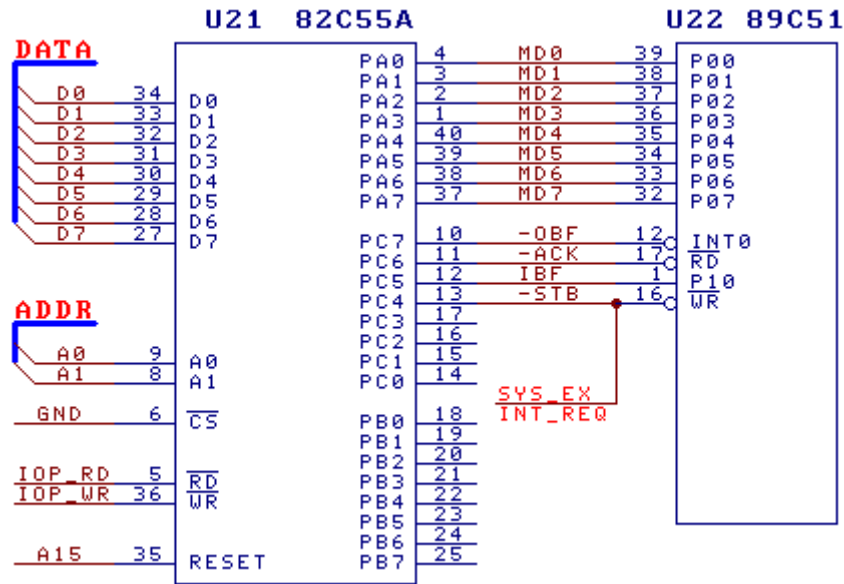 U21 82C55A U22 89C51
DATA
PA0 4 MD0 39 P00
PA1 3 MD1 38 P01
D0 34 D0 PA2 2 MD2 37 P02
D1 33 D1 PA3 1 MD3 36 P03
D2 32 D2 PA4 40 MD4 35 P04
D3 31 D3 PA5 39 MD5 34 P05
D4 30 D4 PA6 38 MD6 33 P06
D5 29 D5 PA7 37 MD7 32 P07
D6 28 D6
D7 27 D7 PC7 10 -OBF 12 INT0
PC6 11 -ACK 17 RD
PC5 12 IBF 1 P10
PC4 13 -STB 16 WR
ADDR PC3 17
PC2 16
A0 9 A0 PC1 15
A1 8 A1 PC0 14
SYS_EX
GND 6 CS PB0 18 INT_REQ
PB1 19
PB2 20
IOP_RD 5 RD PB3 21
IOP_WR 36 WR PB4 22
PB5 23
PB6 24
A15 35 RESET PB7 25